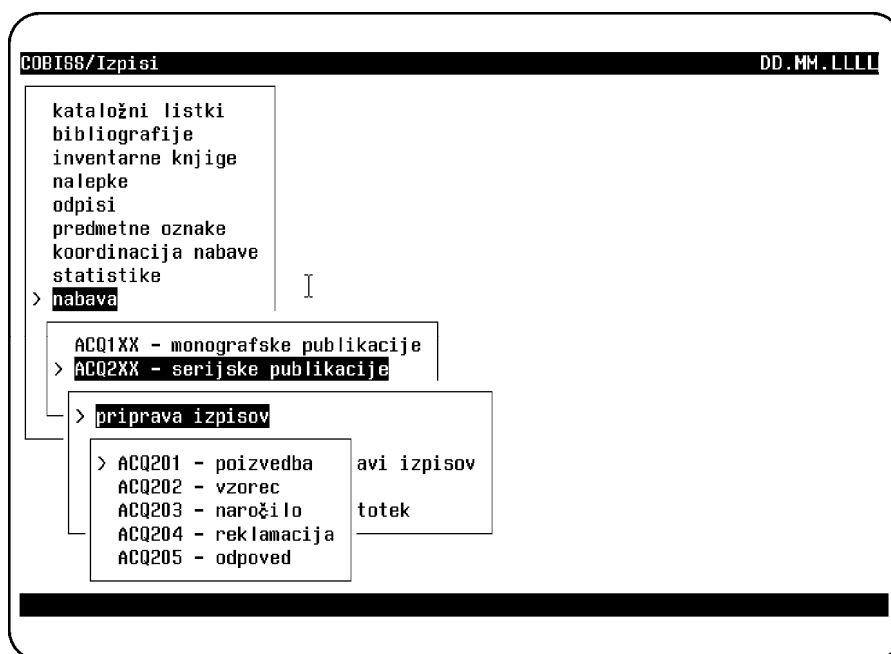 COBISS/Izpisi DD.MM.LLLL
kataložni listki
bibliografije
inventarne knjige
nalepke
odpisi
predmetne oznake
koordinacija nabave
statistike
> nabava
ACQ1XX - monografske publikacije
> ACQ2XX - serijske publikacije
> priprava izpisov
> ACQ201 - poizvedba avi izpisov
ACQ202 - vzorec
ACQ203 - naročilo totek
ACQ204 - reklamacija
ACQ205 - odpoved